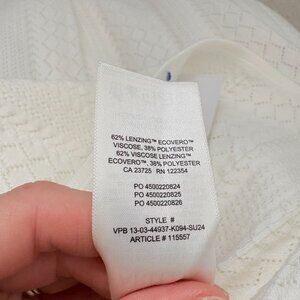 62% LENZING™ ECOVERO™
VISCOSE, 38% POLYESTER
62% VISCOSE LENZING™
ECOVERO™, 38% POLYESTER
CA 23725 RN 122354
PO 4500220824
PO 4500220825
PO 4500220826
STYLE #
VPB 13-03-44937-K094-SU24
ARTICLE # 115557